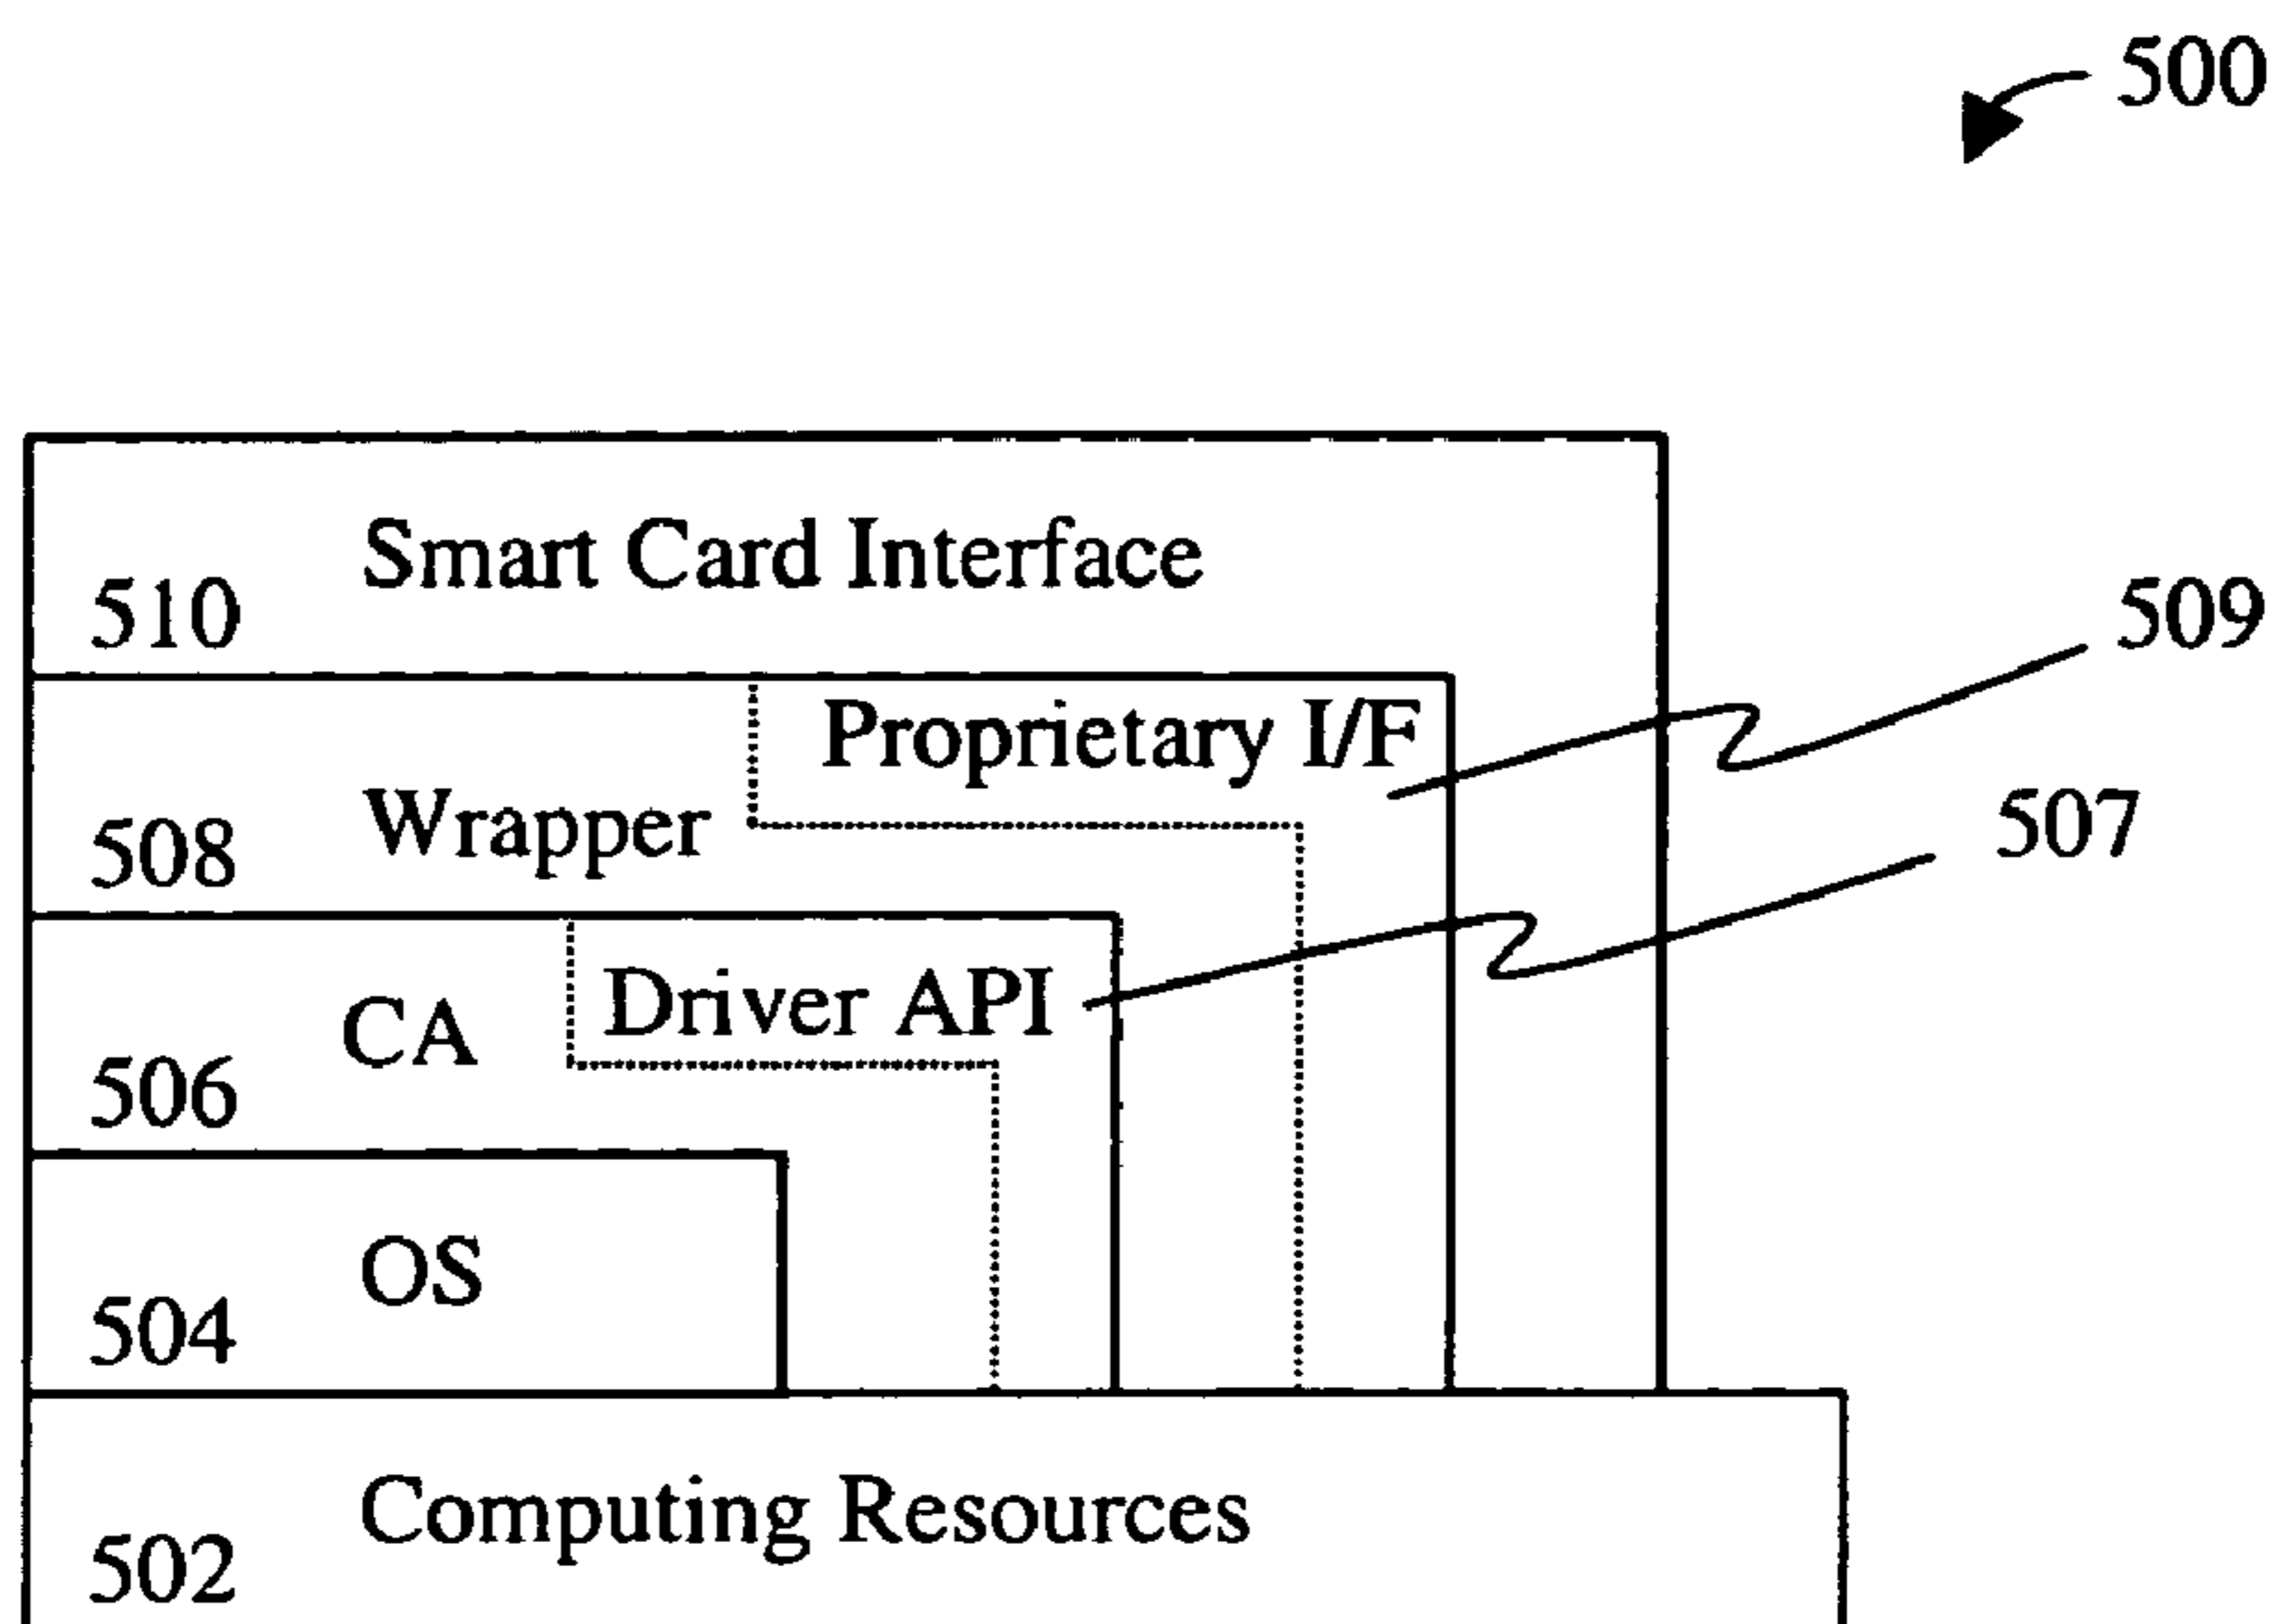 500
Smart Card Interface
510
509
Proprietary I/F
Wrapper
508
507
Driver API
CA
506
OS
504
Computing Resources
502